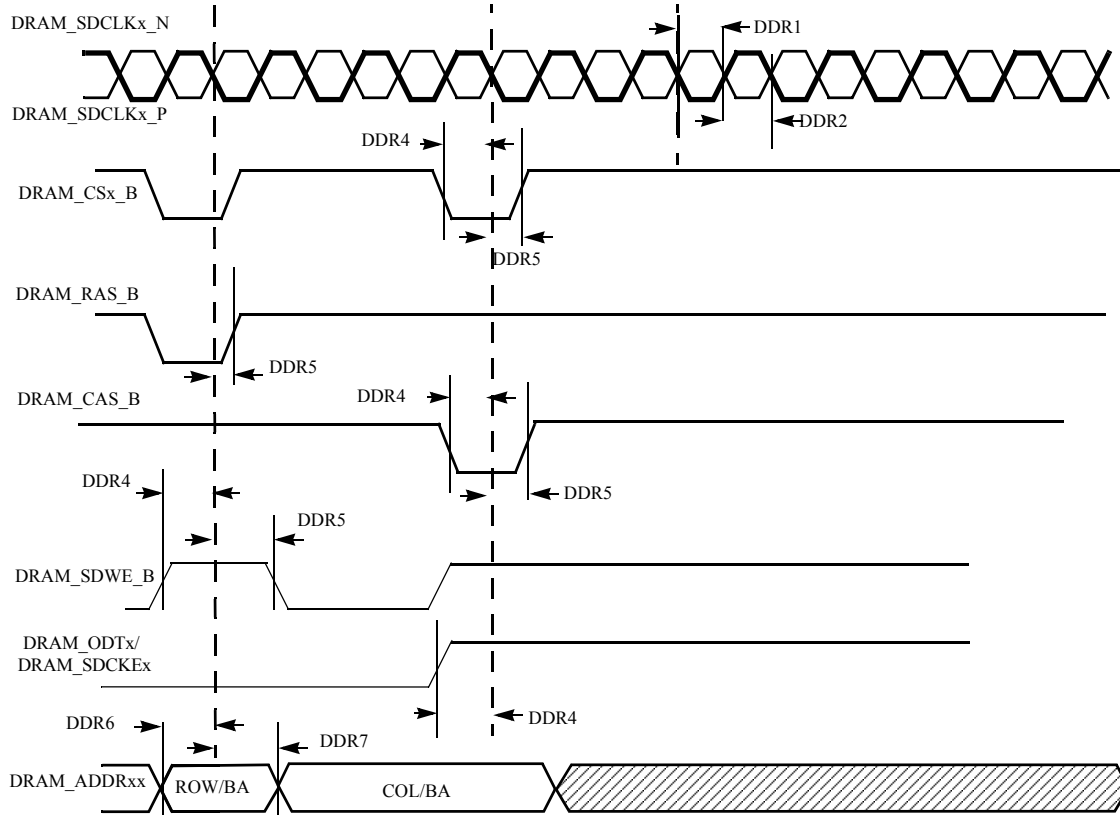 DRAM_SDCLKx_N
DDR1
DRAM_SDCLKx_P
DDR2
DDR4
DRAM_CSx_B
DDR5
DRAM_RAS_B
DDR5
DDR4
DRAM_CAS_B
DDR4
DDR5
DDR5
DRAM_SDWE_B
DRAM_ODTx/
DRAM_SDCKEx
DDR6
DDR4
DDR7
DRAM_ADDRxx
ROW/BA
COL/BA